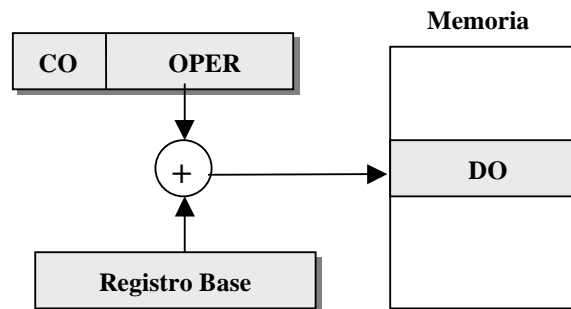 Memoria
CO OPER
+
DO
Registro Base